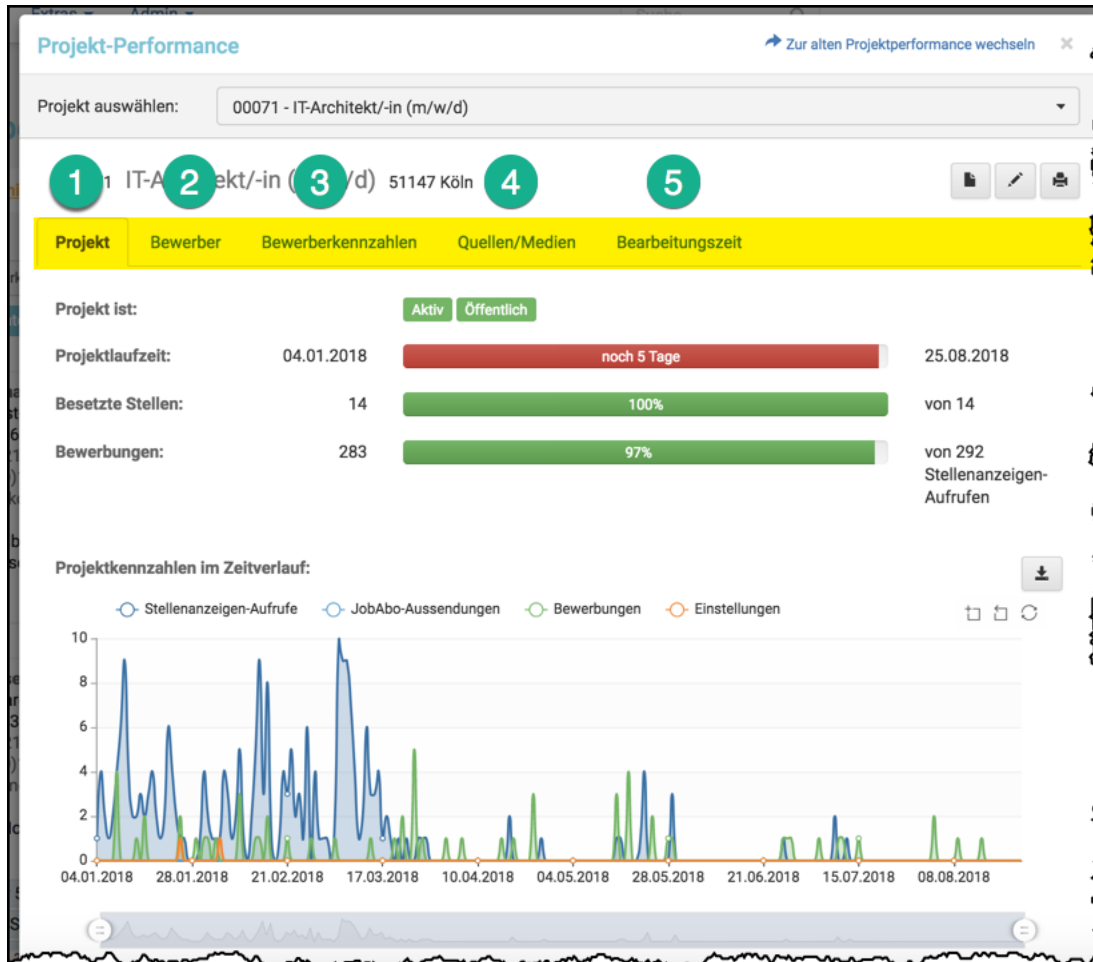 Extras Admin Suche
Projekt-Performance Zur alten Projektperformance wechseln ×
Projekt auswählen: 00071 - IT-Architekt/-in (m/w/d)
1 2 3 4 5
1 IT-A ekt/-in ( /d) 51147 Köln
Projekt Bewerber Bewerberkennzahlen Quellen/Medien Bearbeitungszeit
Projekt ist: Aktiv Öffentlich
Projektlaufzeit: 04.01.2018 noch 5 Tage 25.08.2018
Besetzte Stellen: 14 100% von 14
Bewerbungen: 283 97% von 292
Stellenanzeigen-
Aufrufen
Projektkennzahlen im Zeitverlauf:
Stellenanzeigen-Aufrufe JobAbo-Aussendungen Bewerbungen Einstellungen
10
8
6
4
2
0
04.01.2018 28.01.2018 21.02.2018 17.03.2018 10.04.2018 04.05.2018 28.05.2018 21.06.2018 15.07.2018 08.08.2018